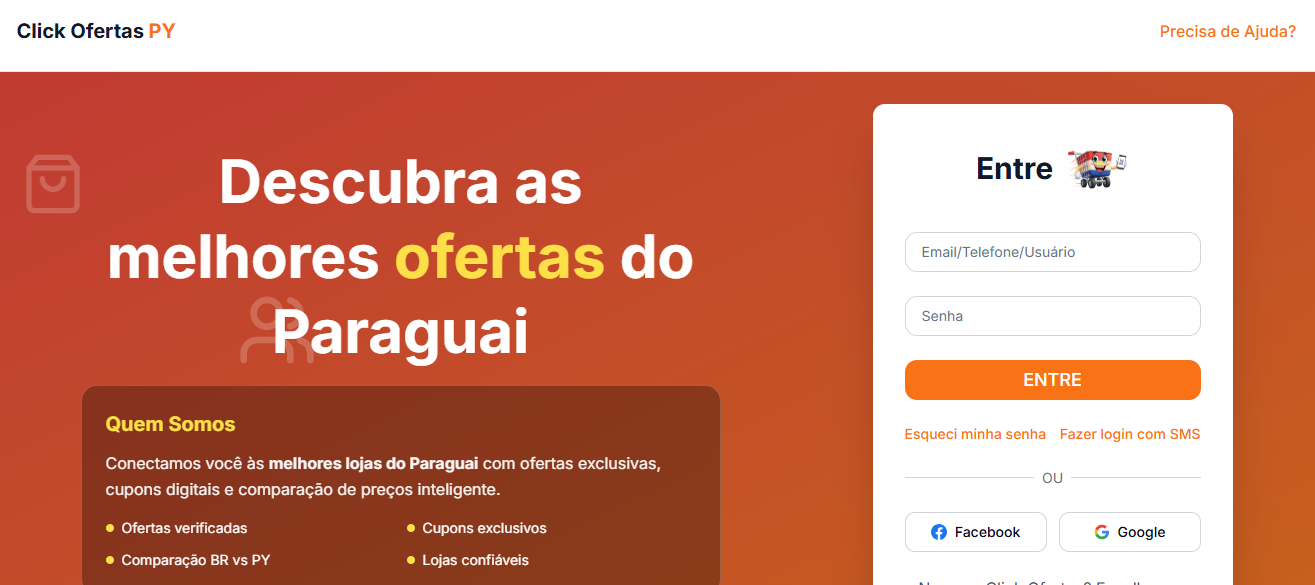 Click Ofertas PY
Precisa de Ajuda?
Descubra as
melhores ofertas do
Paraguai
Quem Somos
Conectamos você às melhores lojas do Paraguai com ofertas exclusivas,
cupons digitais e comparação de preços inteligente.
Ofertas verificadas
Cupons exclusivos
Comparação BR vs PY
Lojas confiáveis
Entre
Email/Telefone/Usuário
Senha
ENTRE
Esqueci minha senha
Fazer login com SMS
OU
Facebook
Google